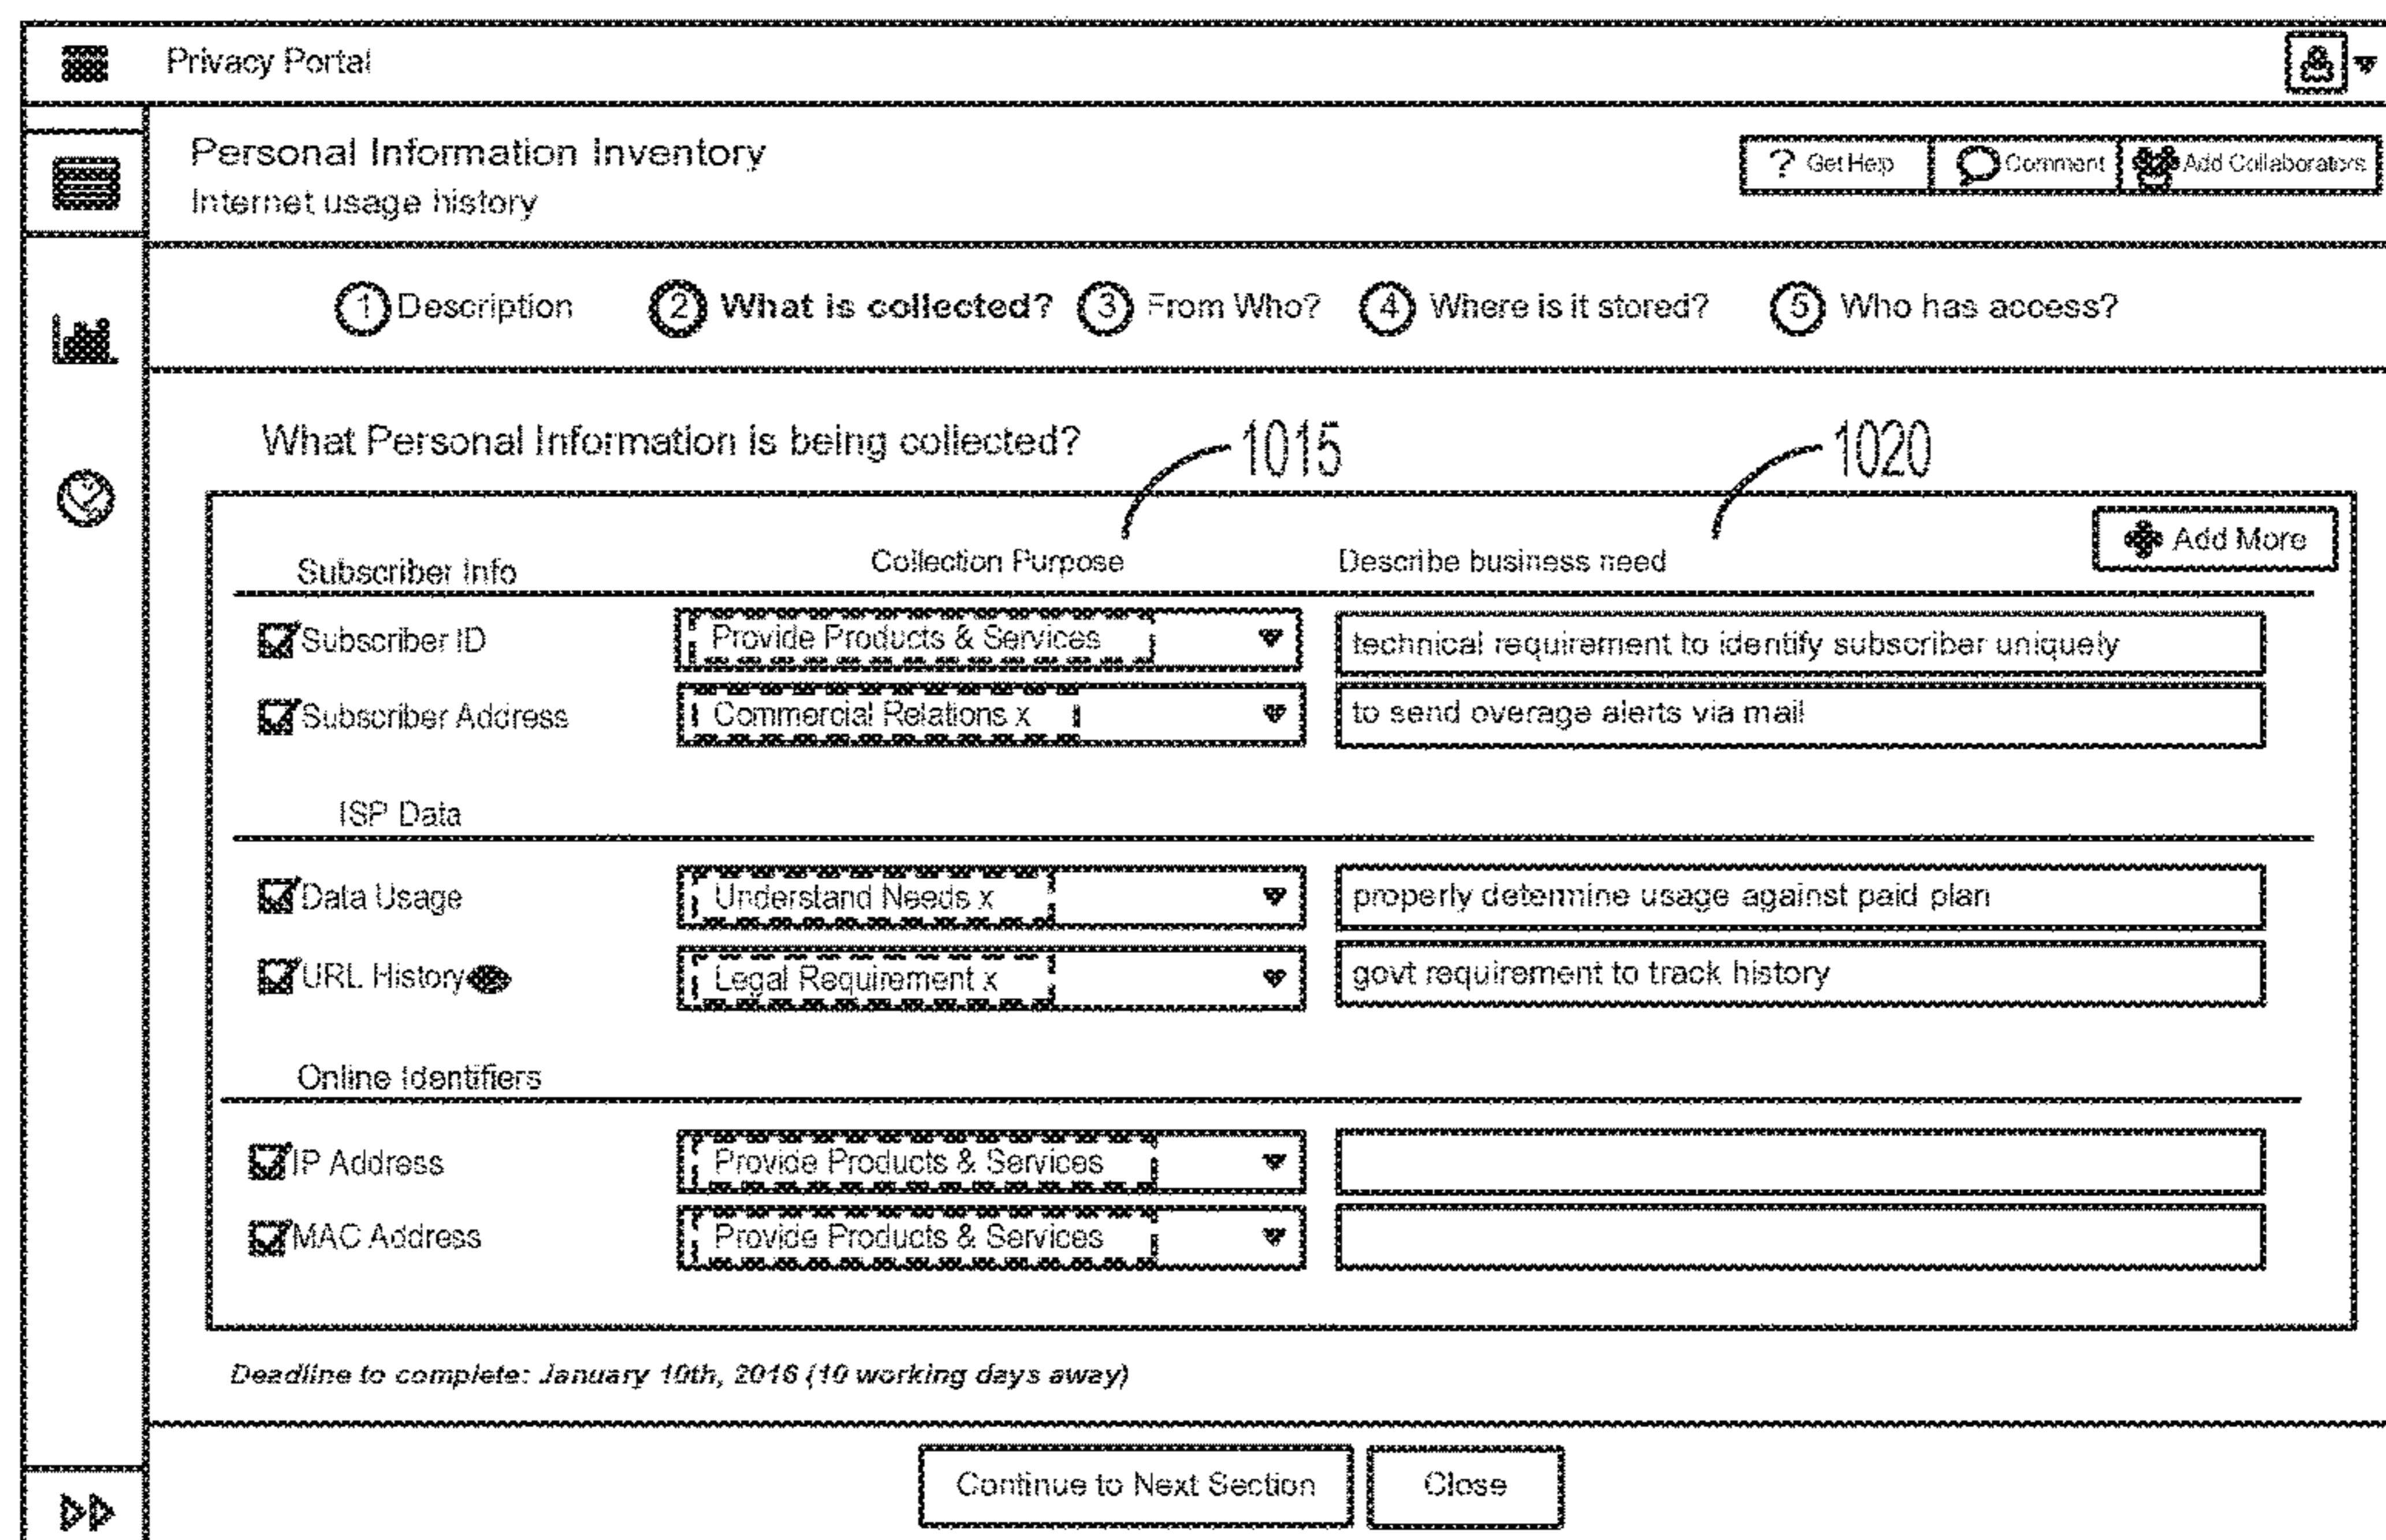 Privacy Portal
Personal Information Inventory
Internet usage history
? Get Help Comment Add Collaborators
1 Description 2 What is collected? 3 From Who? 4 Where is it stored? 5 Who has access?
What Personal Information is being collected? 1015 1020
Subscriber Info Collection Purpose Describe business need Add More
Subscriber ID Provide Products & Services technical requirement to identify subscriber uniquely
Subscriber Address Commercial Relations x to send overage alerts via mail
ISP Data
Data Usage Understand Needs x properly determine usage against paid plan
URL History Legal Requirement x govt requirement to track history
Online Identifiers
IP Address Provide Products & Services
MAC Address Provide Products & Services
Deadline to complete: January 10th, 2016 (10 working days away)
Continue to Next Section Close